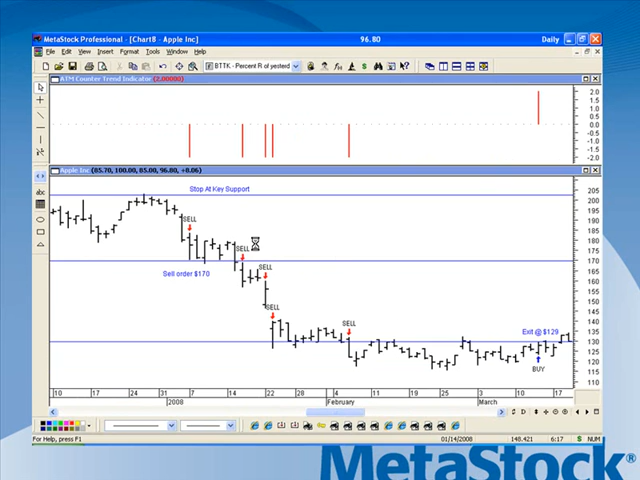 MetaStock Professional - [Chart8 - Apple Inc]
96.80
Daily
File Edit View Insert Format Tools Window Help
BTTK - Percent R of yesterd
ATM Counter Trend Indicator (2.00000)
2.0
1.5
1.0
0.5
0.0
-0.5
-1.0
-1.5
-2.0
Apple Inc (85.70, 100.00, 85.00, 96.80, +8.06)
Stop At Key Support
SELL
SELL
SELL
SELL
SELL
Sell order $170
Exit @ $129
BUY
205
200
195
190
185
180
175
170
165
160
155
150
145
140
135
130
125
120
115
110
10 17 24 31 7 14 22 28 4 11 19 25 3 10 17
2008 February March
abc
For Help, press F1
01/14/2008 148.421 6:17 $ NUM
MetaStock®